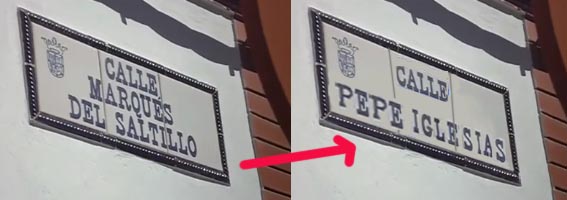 CALLE
MARQUÉS
DEL SALTILLO
CALLE
PEPE IGLESIAS